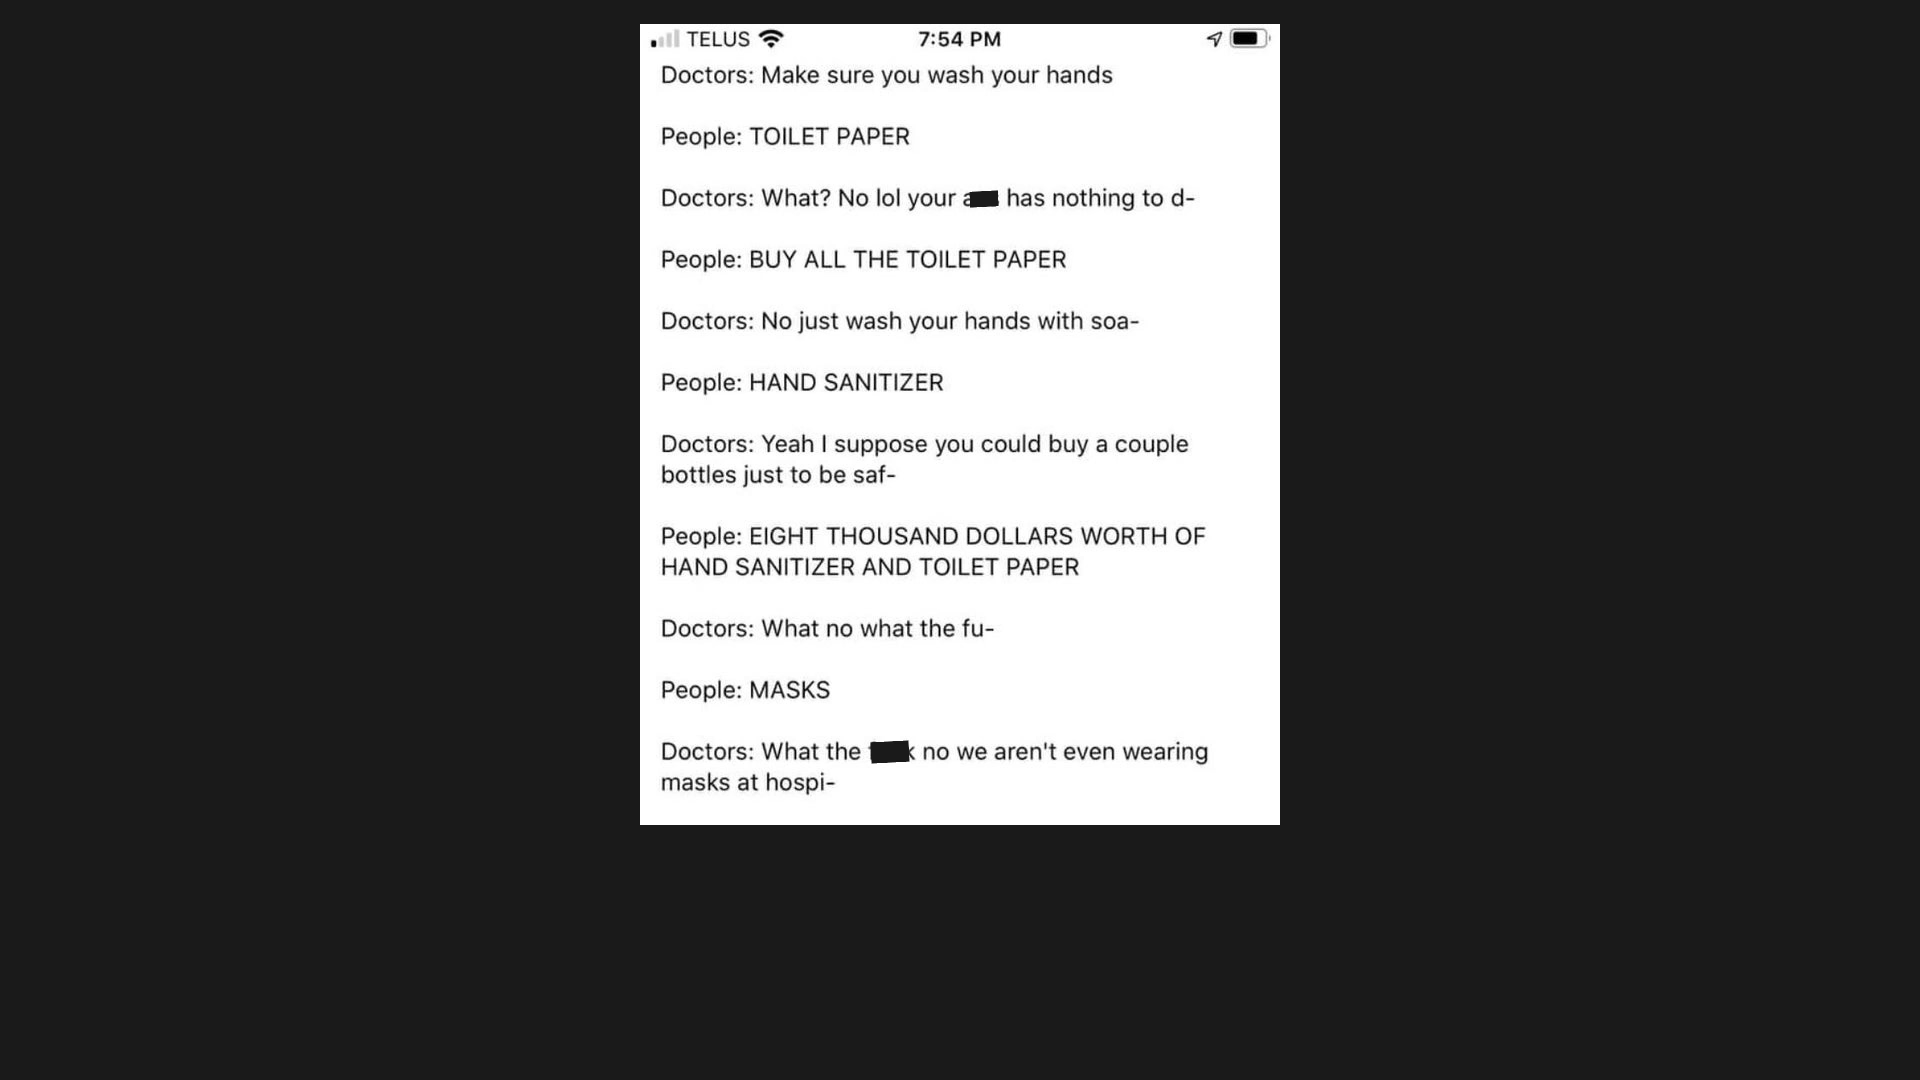 TELUS 7:54 PM
Doctors: Make sure you wash your hands
People: TOILET PAPER
Doctors: What? No lol your has nothing to d-
People: BUY ALL THE TOILET PAPER
Doctors: No just wash your hands with soa-
People: HAND SANITIZER
Doctors: Yeah I suppose you could buy a couple
bottles just to be saf-
People: EIGHT THOUSAND DOLLARS WORTH OF
HAND SANITIZER AND TOILET PAPER
Doctors: What no what the fu-
People: MASKS
Doctors: What the no we aren't even wearing
masks at hospi-